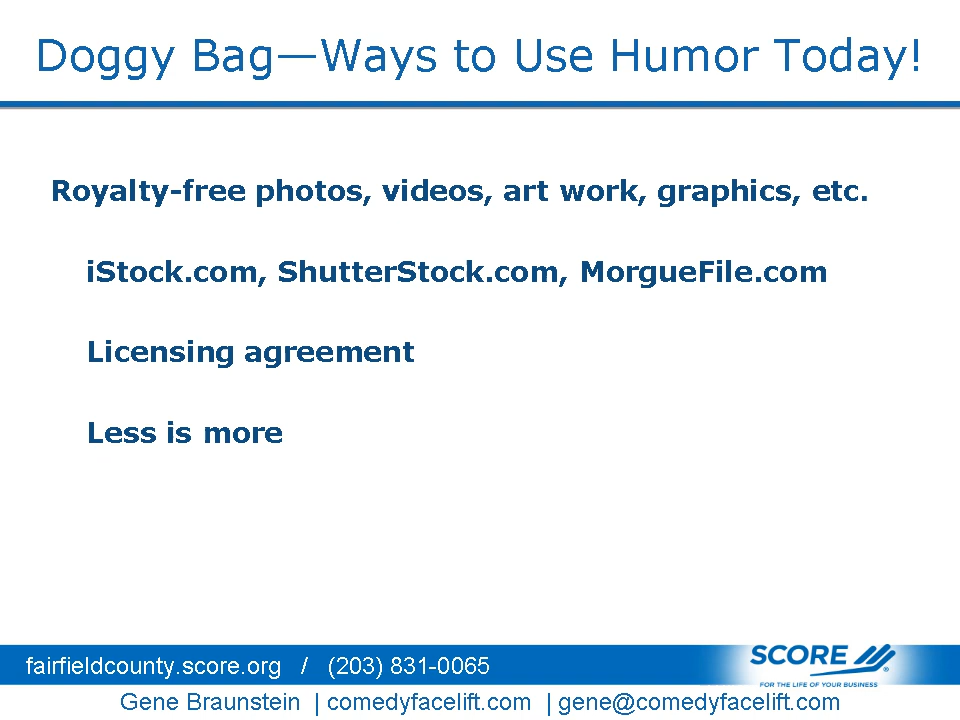 Doggy Bag—Ways to Use Humor Today!
Royalty-free photos, videos, art work, graphics, etc.
iStock.com, ShutterStock.com, MorgueFile.com
Licensing agreement
Less is more
fairfieldcounty.score.org / (203) 831-0065
SCORE
FOR THE LIFE OF YOUR BUSINESS
Gene Braunstein | comedyfacelift.com | gene@comedyfacelift.com